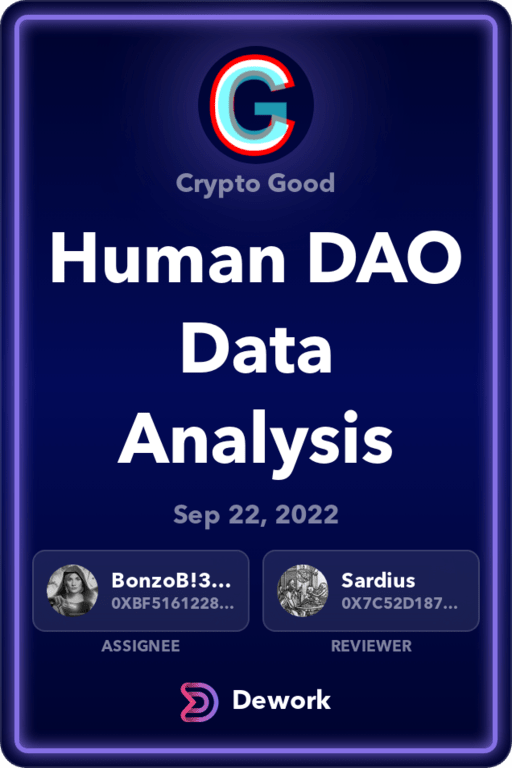 G
Crypto Good
Human DAO
Data
Analysis
Sep 22, 2022
BonzoB!3...
0XBF5161228...
ASSIGNEE
Sardius
0X7C52D187...
REVIEWER
Dework